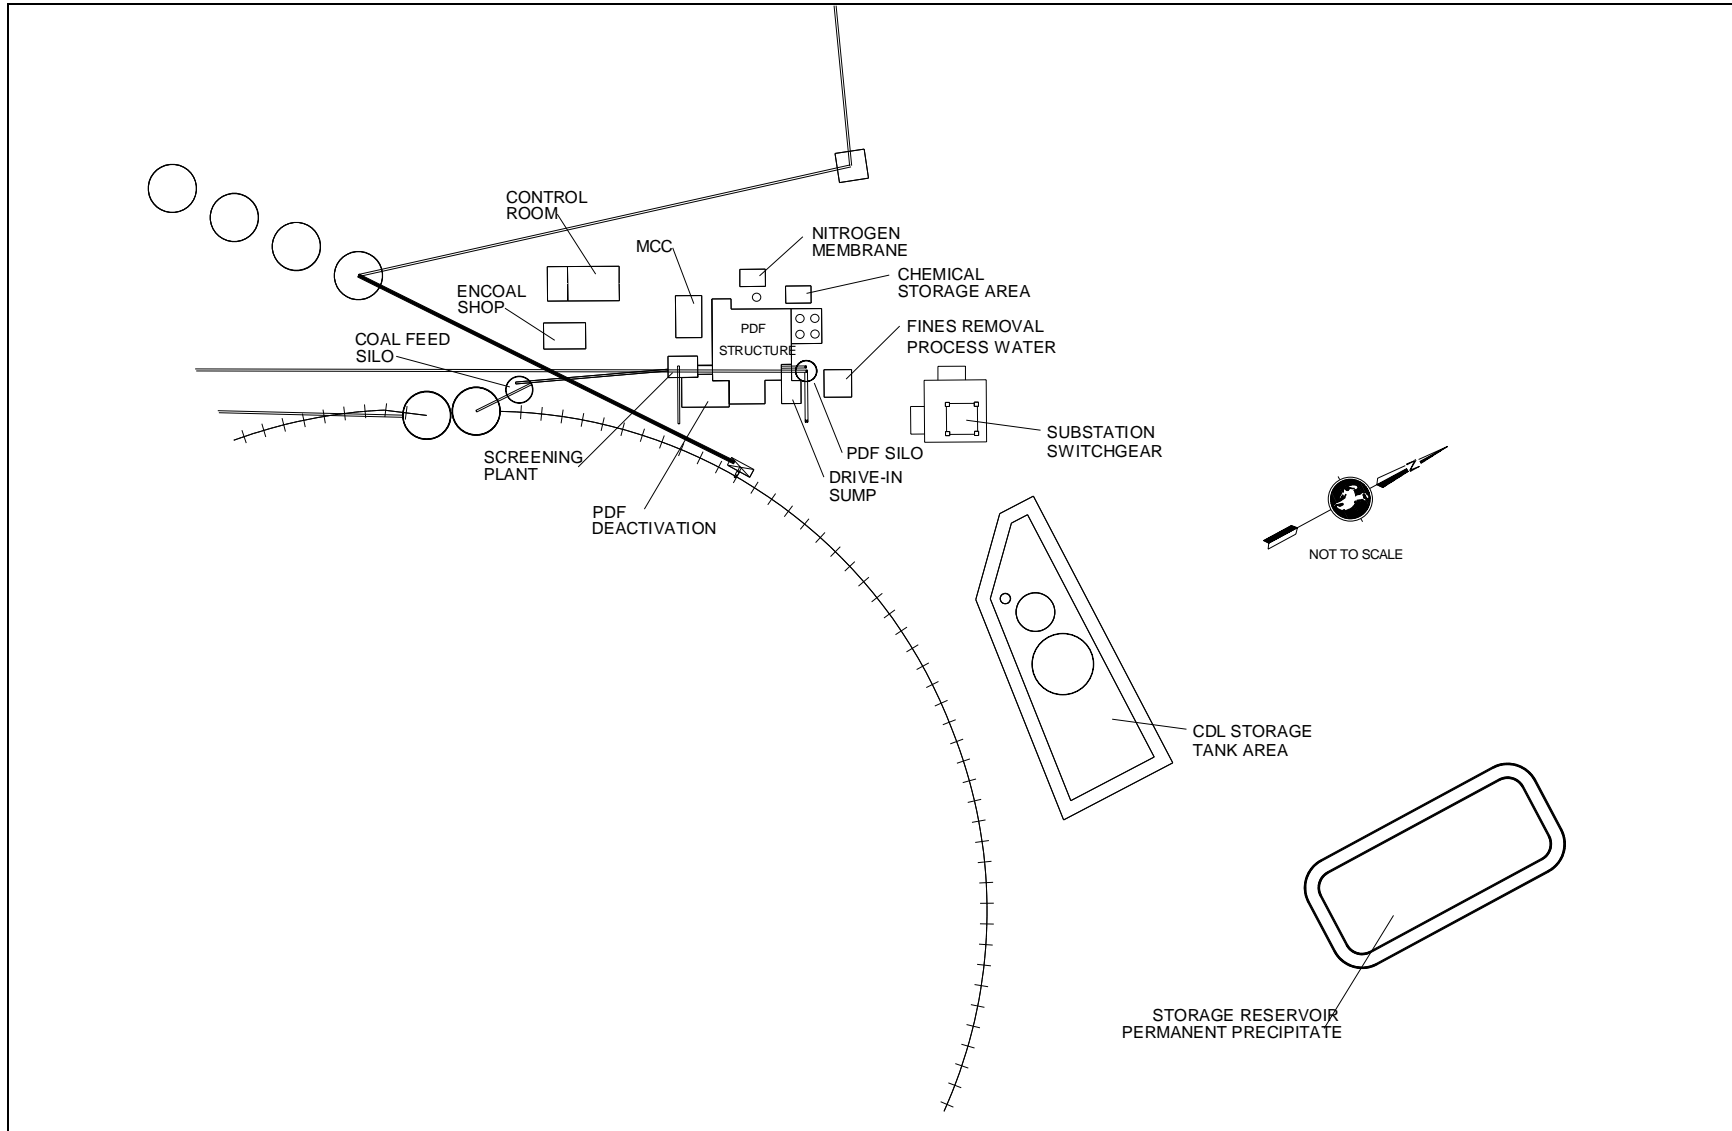 CONTROL
ROOM
MCC
NITROGEN
MEMBRANE
CHEMICAL
STORAGE AREA
ENCOAL
SHOP
COAL FEED
SILO
PDF
STRUCTURE
FINES REMOVAL
PROCESS WATER
SUBSTATION
SWITCHGEAR
SCREENING
PLANT
PDF SILO
DRIVE-IN
SUMP
PDF
DEACTIVATION
N
NOT TO SCALE
CDL STORAGE
TANK AREA
STORAGE RESERVOIR
PERMANENT PRECIPITATE